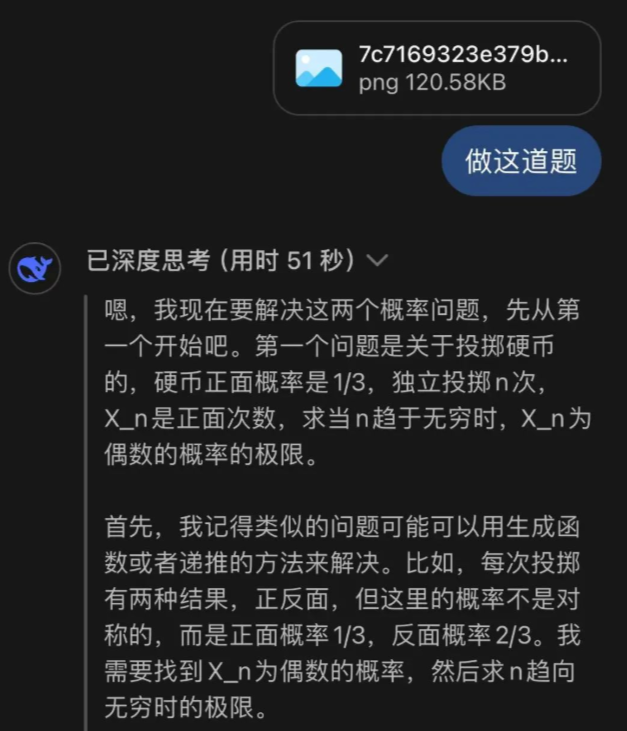 7c7169323e379b...
png 120.58KB
做这道题
已深度思考 (用时 51 秒)
嗯，我现在要解决这两个概率问题，先从第
一个开始吧。第一个问题是关于投掷硬币
的，硬币正面概率是1/3，独立投掷n次，
X_n是正面次数，求当n趋于无穷时，X_n为
偶数的概率的极限。
首先，我记得类似的问题可能可以用生成函
数或者递推的方法来解决。比如，每次投掷
有两种结果，正反面，但这里的概率不是对
称的，而是正面概率1/3，反面概率2/3。我
需要找到X_n为偶数的概率，然后求n趋向
无穷时的极限。